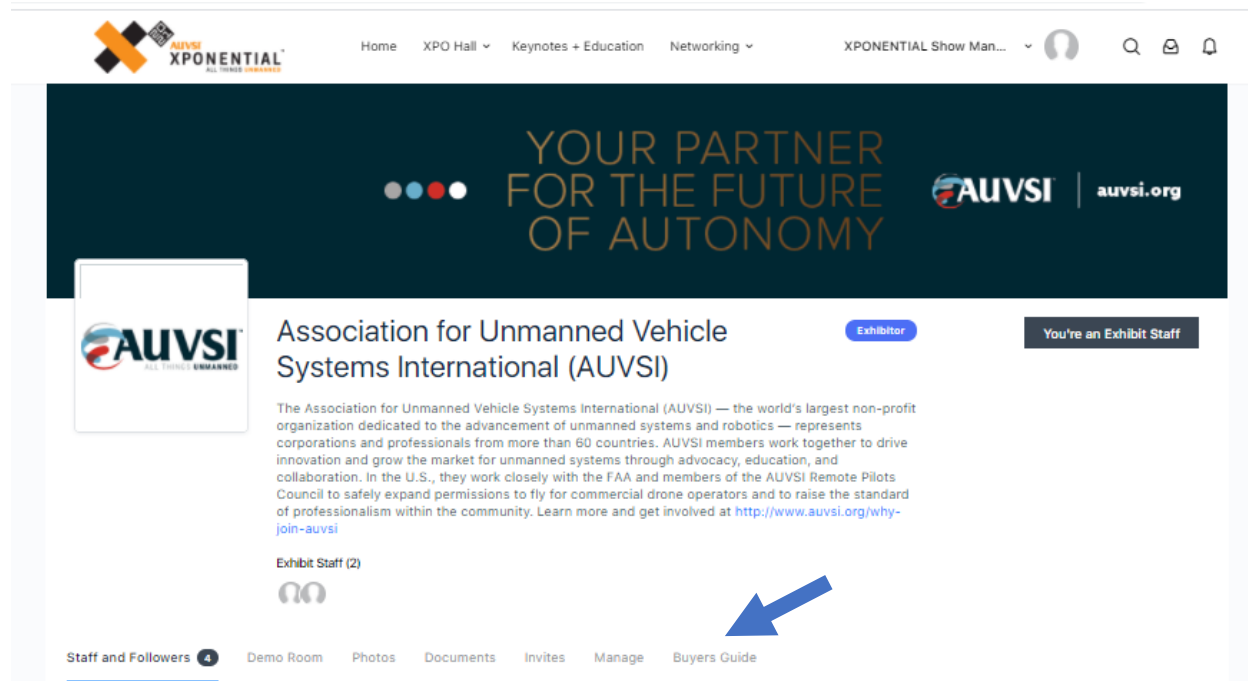 AUVSI
XPONENTIAL
ALL THINGS UNMANNED
Home XPO Hall Keynotes + Education Networking XPONENTIAL Show Man...
YOUR PARTNER
FOR THE FUTURE
OF AUTONOMY
AUVSI auvsi.org
AUVSI
ALL THINGS UNMANNED
Association for Unmanned Vehicle
Systems International (AUVSI)
Exhibitor
You're an Exhibit Staff
The Association for Unmanned Vehicle Systems International (AUVSI) — the world's largest non-profit
organization dedicated to the advancement of unmanned systems and robotics — represents
corporations and professionals from more than 60 countries. AUVSI members work together to drive
innovation and grow the market for unmanned systems through advocacy, education, and
collaboration. In the U.S., they work closely with the FAA and members of the AUVSI Remote Pilots
Council to safely expand permissions to fly for commercial drone operators and to raise the standard
of professionalism within the community. Learn more and get involved at http://www.auvsi.org/why-
join-auvsi
Exhibit Staff (2)
Staff and Followers 4 Demo Room Photos Documents Invites Manage Buyers Guide